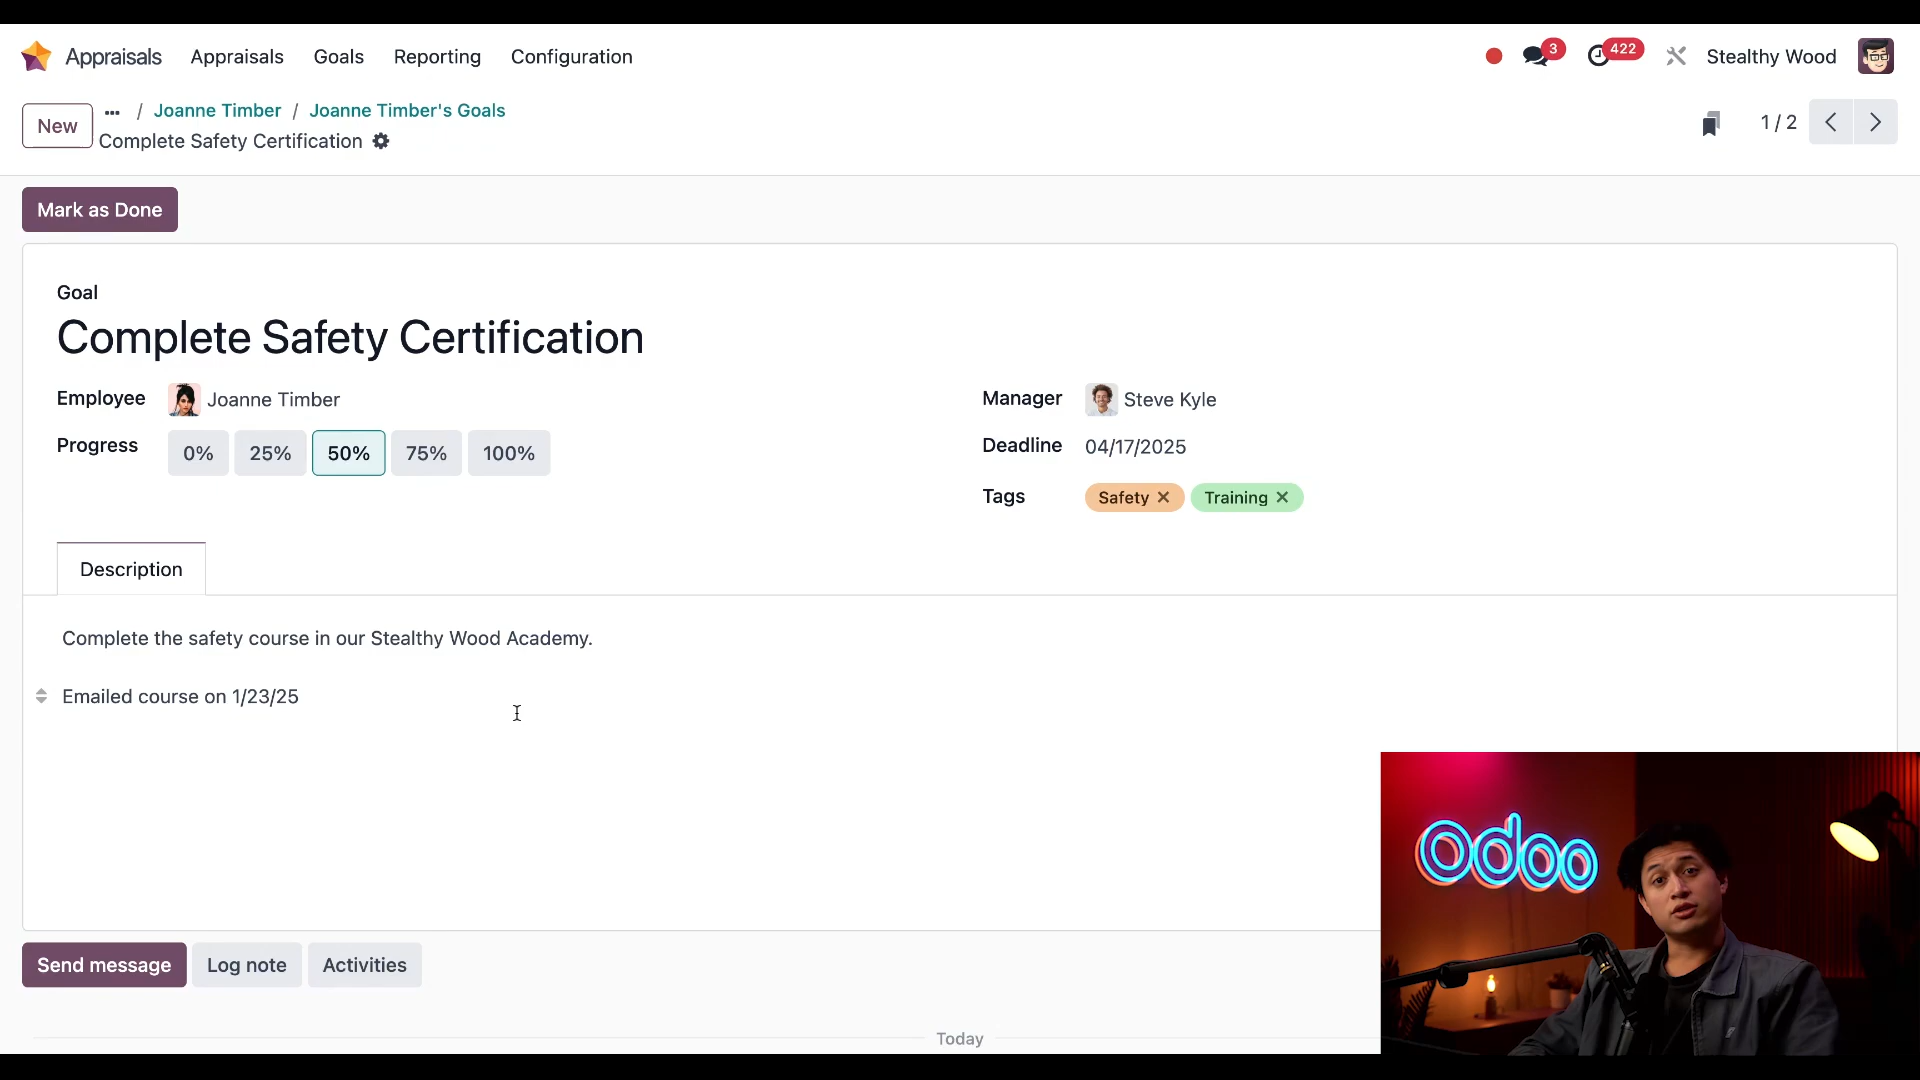 Appraisals Appraisals Goals Reporting Configuration 3 422 Stealthy Wood
New ... / Joanne Timber / Joanne Timber's Goals 1 / 2
Complete Safety Certification
Mark as Done
Goal
Complete Safety Certification
Employee Joanne Timber Manager Steve Kyle
Progress 0% 25% 50% 75% 100% Deadline 04/17/2025
Tags Safety Training
Description
Complete the safety course in our Stealthy Wood Academy.
Emailed course on 1/23/25
odoo
Send message Log note Activities
Today